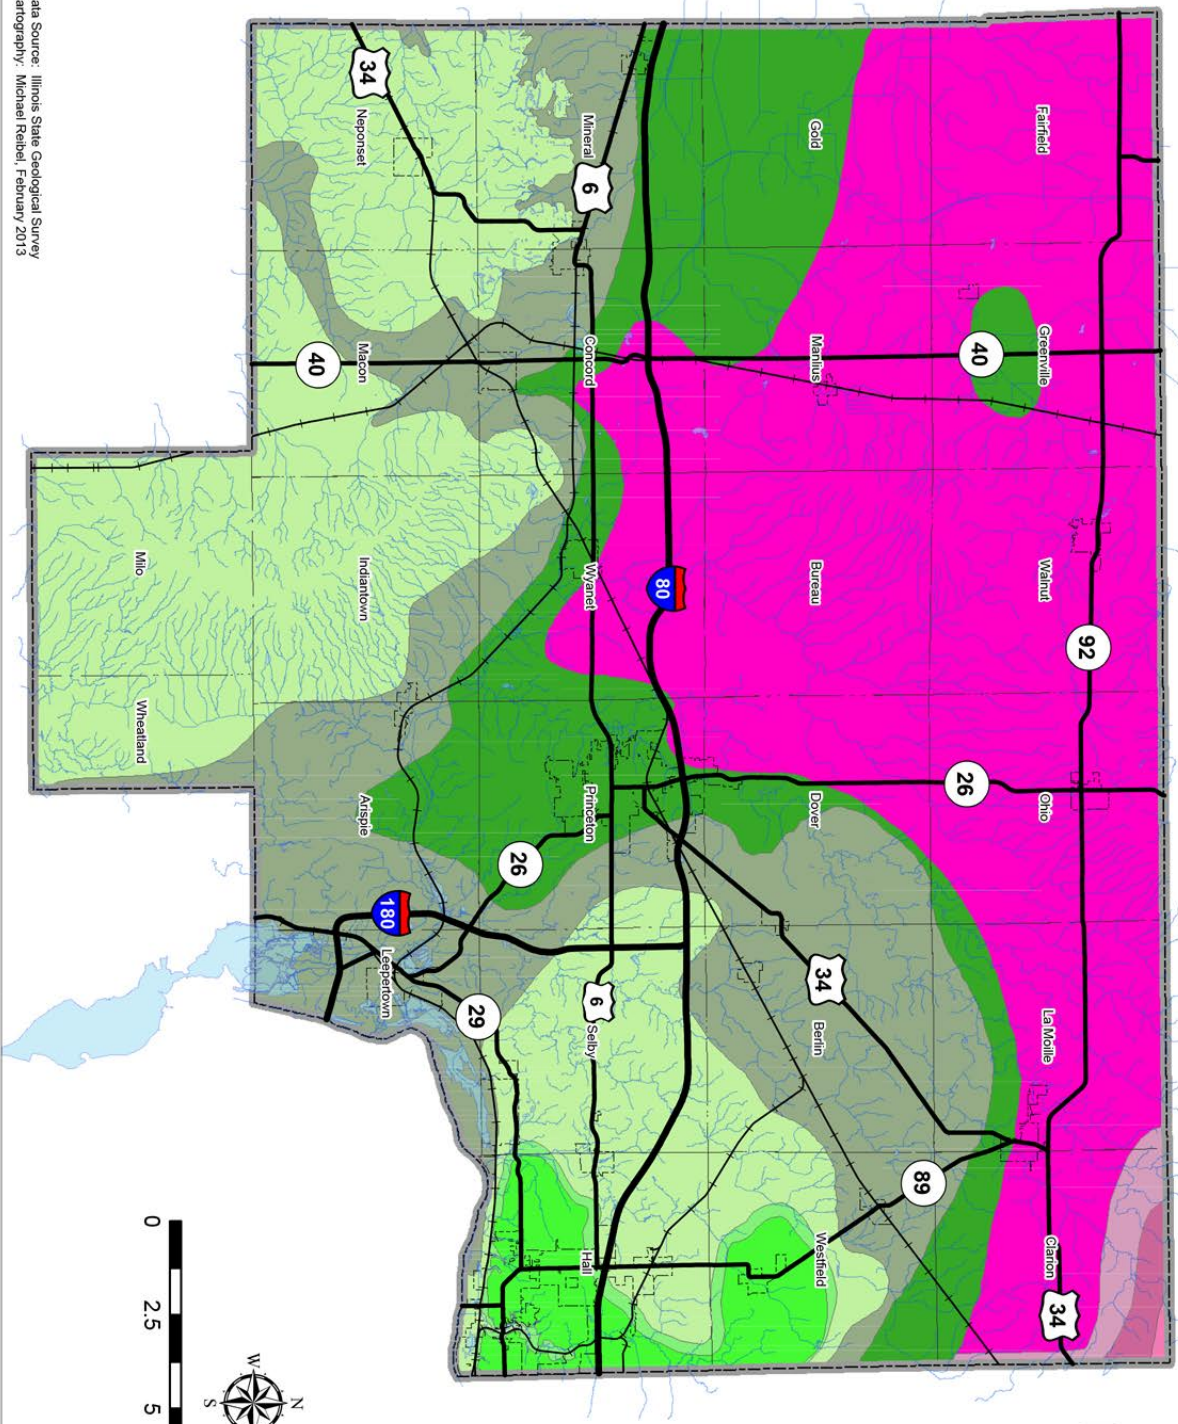 92
Fairfield
Greenville
Walnut
Ohio
La Moille
Clarion
34
40
26
89
Gold
Manlius
Bureau
Dover
34
Berlin
Westfield
80
Mineral
6
Concord
Wyanet
Princeton
6
Selby
Hall
26
29
34
Neponset
Macon
Indiantown
Arispie
180
Leepertown
40
Milo
Wheatland
N
W
S
0 2.5 5
ata Source: Illinois State Geological Survey
artography: Michael Reibel, February 2013